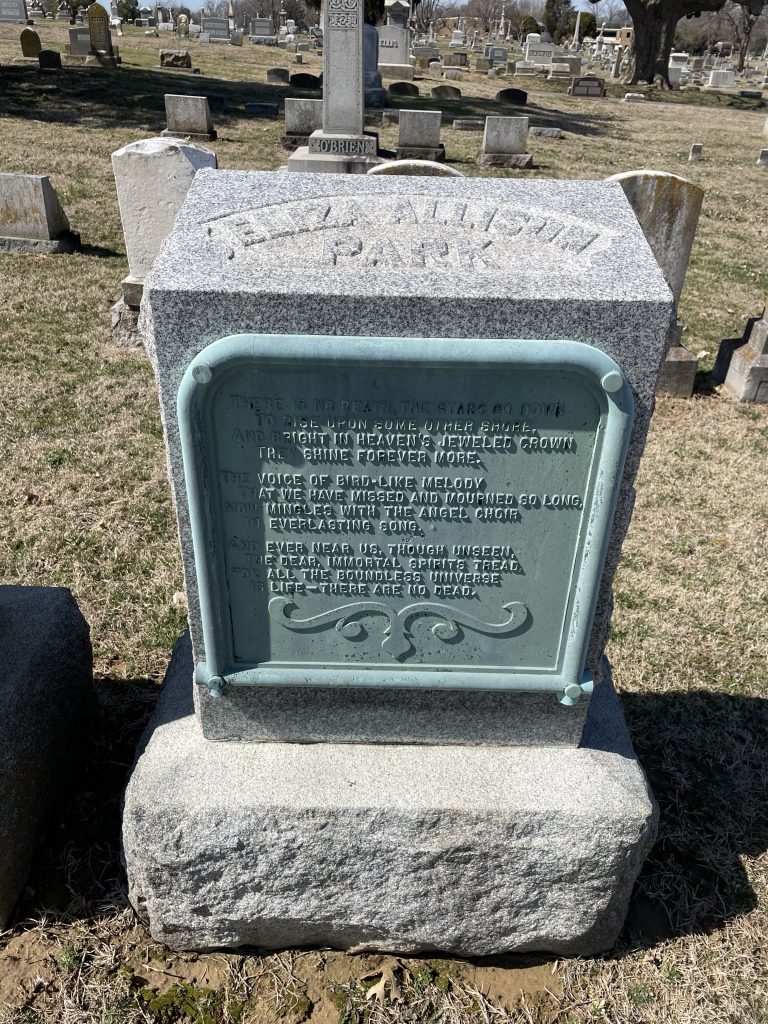 O'BRIEN
ELIZA ALLISON
PARK
THERE IS NO DEATH, THE STARS GO DOWN
TO RISE UPON SOME OTHER SHORE,
AND BRIGHT IN HEAVEN'S JEWELED CROWN
THEY SHINE FOREVER MORE.
THE VOICE OF BIRD-LIKE MELODY
THAT WE HAVE MISSED AND MOURNED SO LONG,
NOW MINGLES WITH THE ANGEL CHOIR
IN EVERLASTING SONG.
AND EVER NEAR US, THOUGH UNSEEN,
THE DEAR, IMMORTAL SPIRITS TREAD,
FOR ALL THE BOUNDLESS UNIVERSE
IS LIFE—THERE ARE NO DEAD.